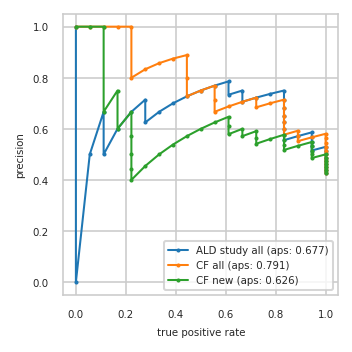 precision
1.0
0.8
0.6
0.4
0.2
0.0
0.0 0.2 0.4 0.6 0.8 1.0
true positive rate
ALD study all (aps: 0.677)
CF all (aps: 0.791)
CF new (aps: 0.626)